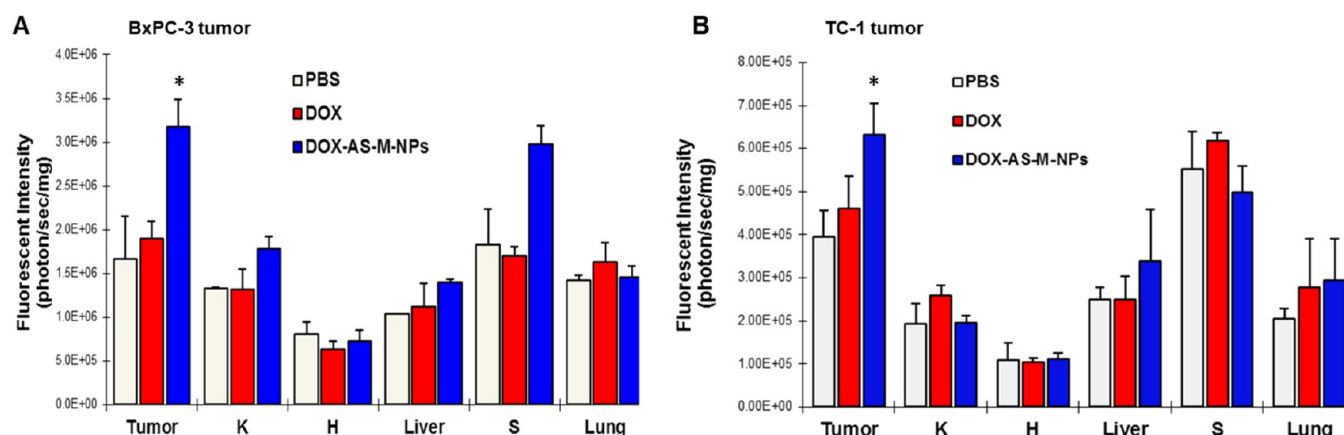 A
BxPC-3 tumor
4.0E+06
3.5E+06
3.0E+06
2.5E+06
2.0E+06
1.5E+06
1.0E+06
5.0E+05
0.0E+00
Fluorescent Intensity
(photon/sec/mg)
*
PBS
DOX
DOX-AS-M-NPs
Tumor K H Liver S Lung
B
TC-1 tumor
8.00E+05
7.00E+05
6.00E+05
5.00E+05
4.00E+05
3.00E+05
2.00E+05
1.00E+05
0.00E+00
Fluorescent Intensity
(photon/sec/mg)
*
PBS
DOX
DOX-AS-M-NPs
Tumor K H Liver S Lung